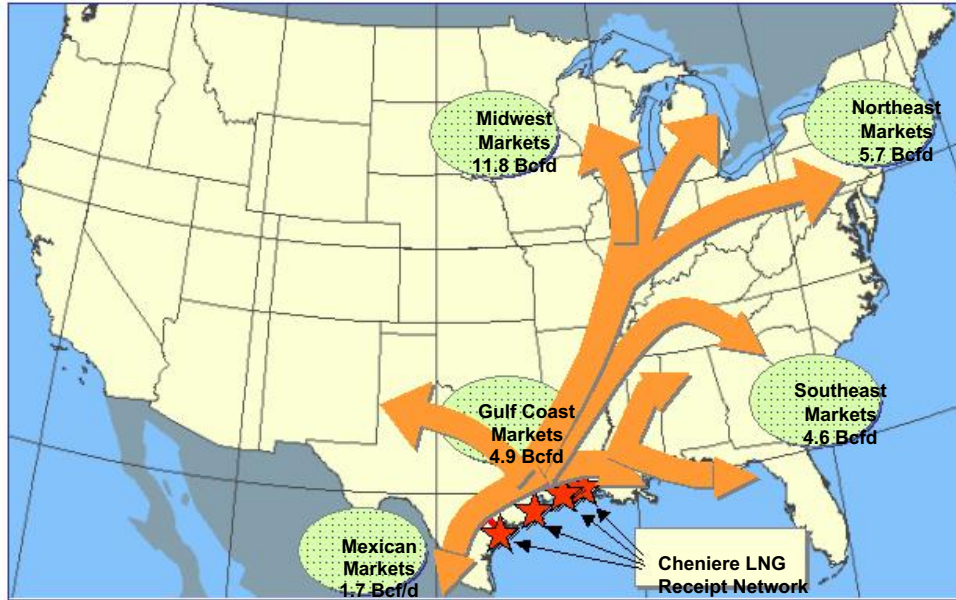 Midwest
Markets
11.8 Bcfd
Northeast
Markets
5.7 Bcfd
Gulf Coast
Markets
4.9 Bcfd
Southeast
Markets
4.6 Bcfd
Mexican
Markets
1.7 Bcf/d
Cheniere LNG
Receipt Network